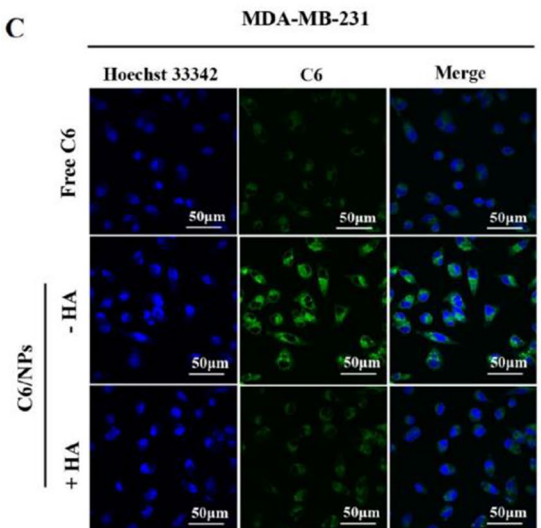 C
MDA-MB-231
Hoechst 33342 C6 Merge
Free C6
50μm 50μm 50μm
C6/NPs
- HA
50μm 50μm 50μm
+ HA
50μm 50μm 50μm